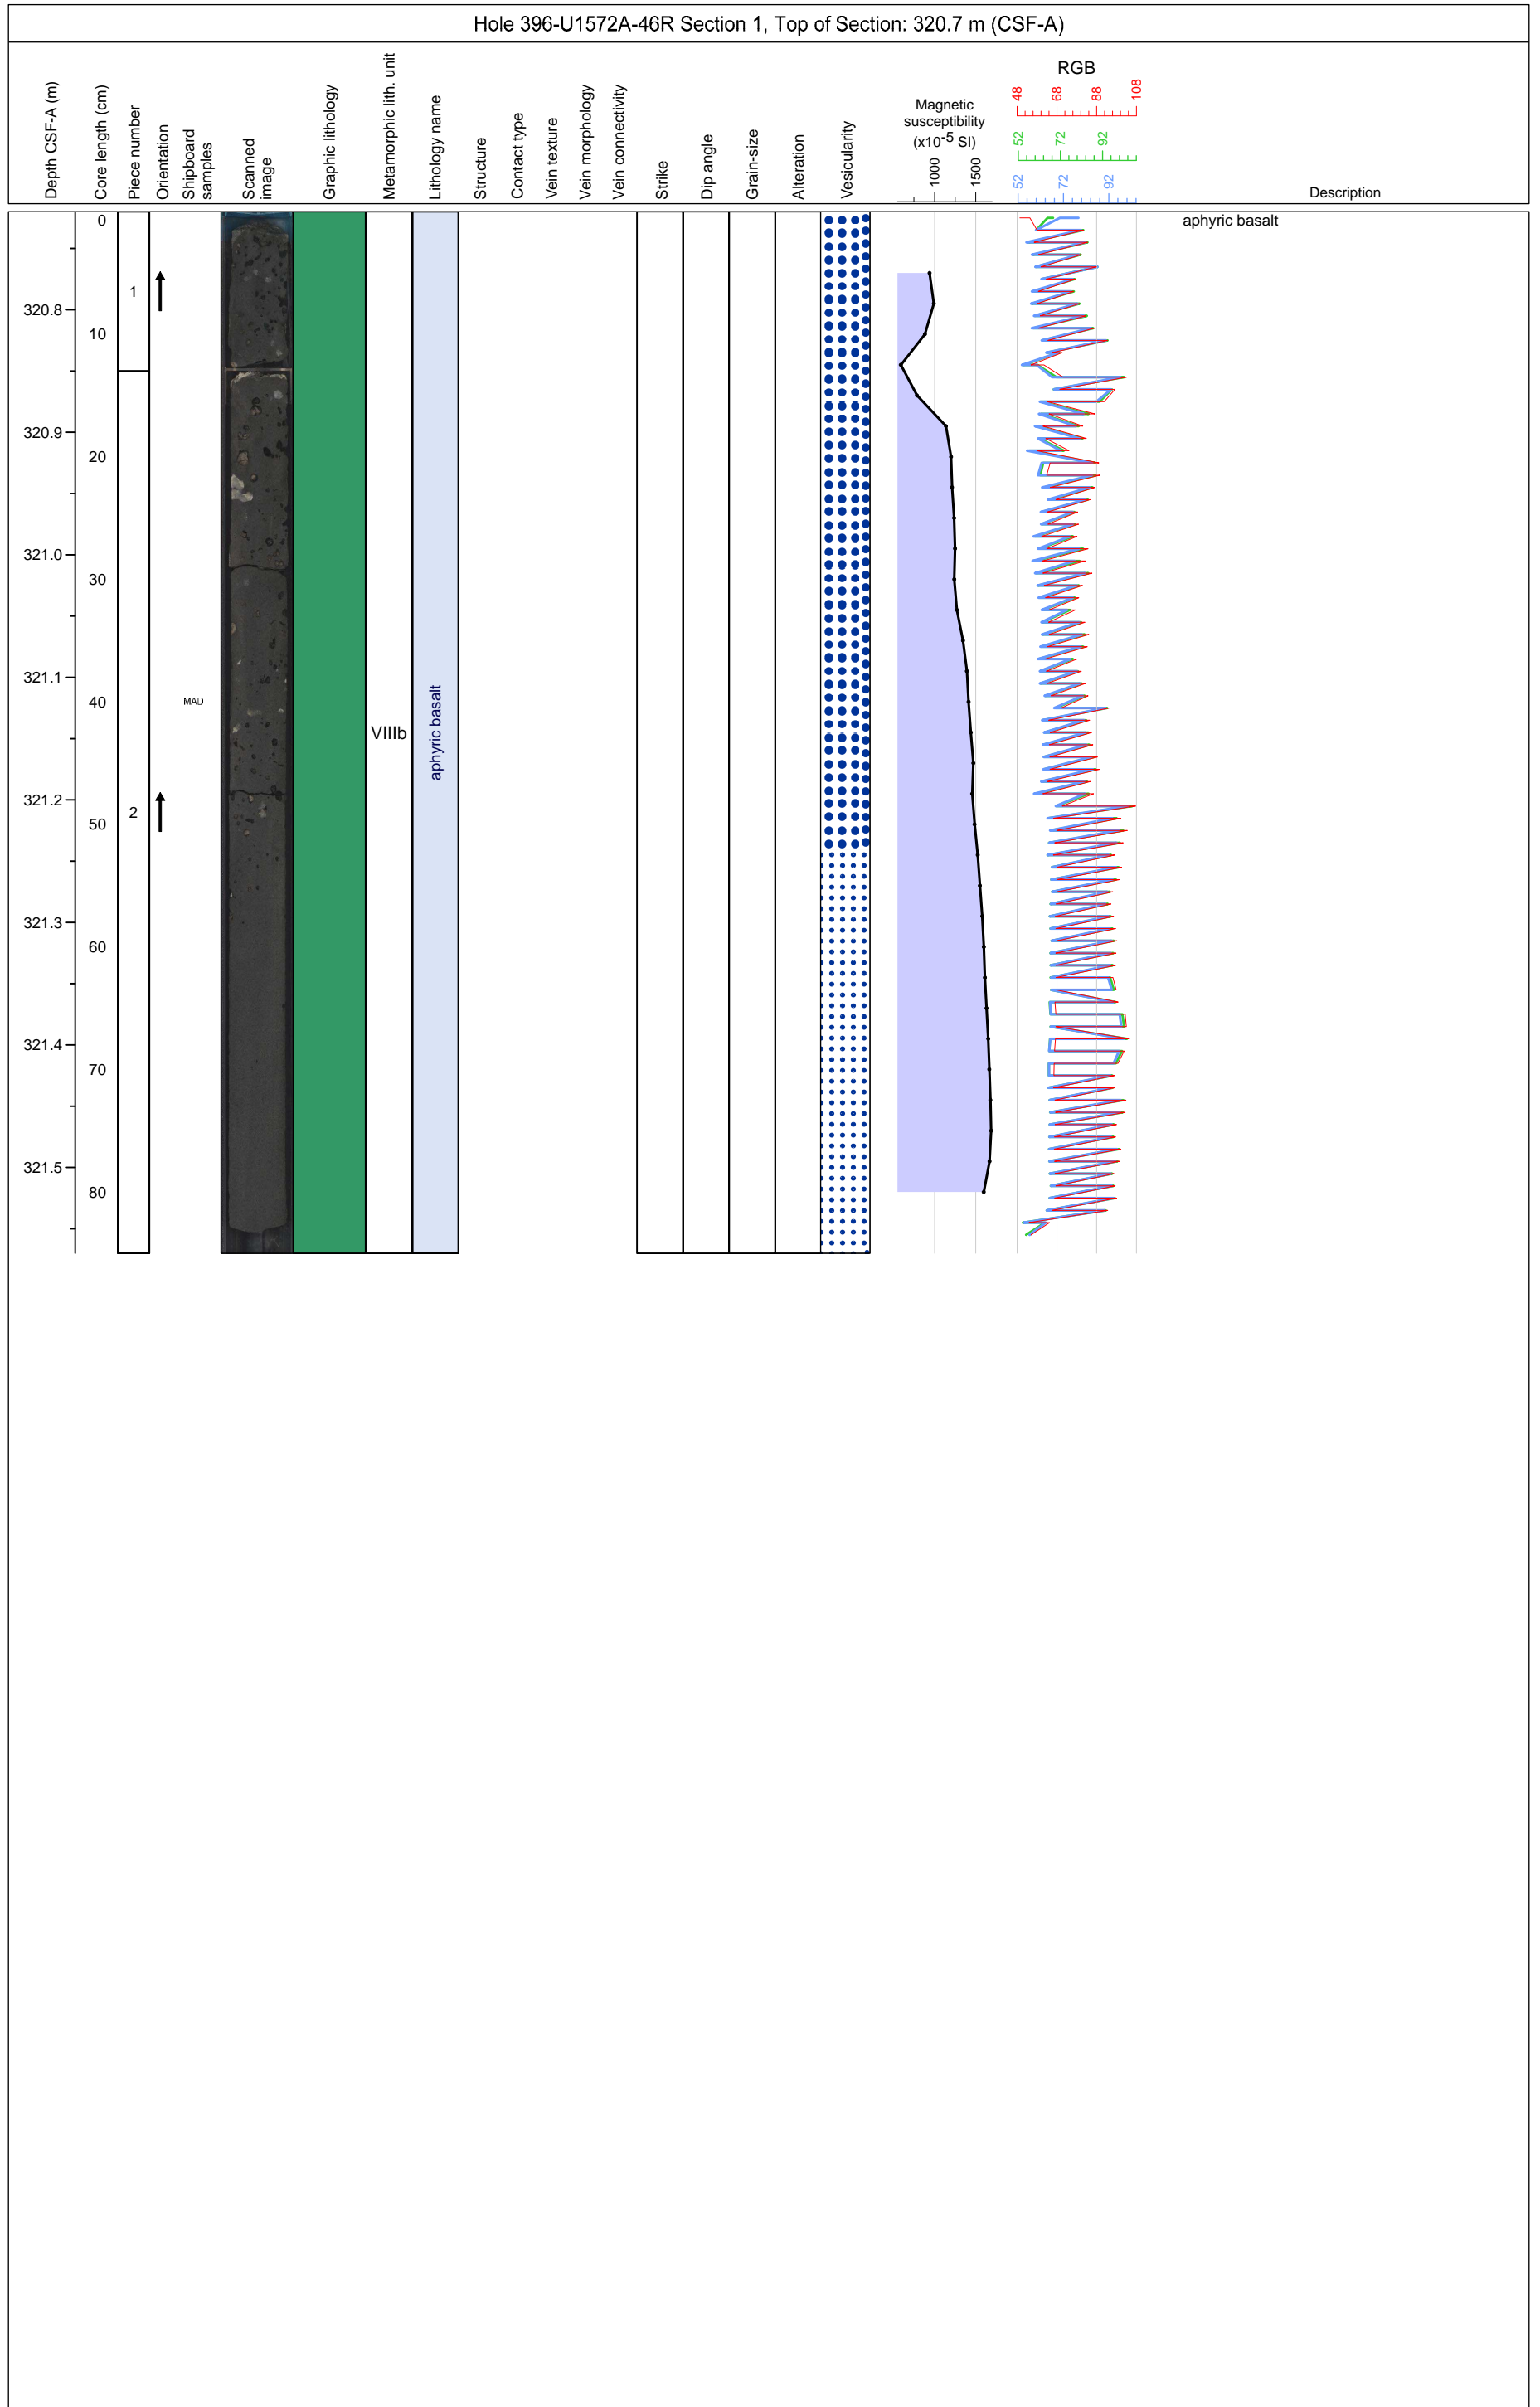 Hole 396-U1572A-46R Section 1, Top of Section: 320.7 m (CSF-A)
Depth CSF-A (m)
Core length (cm)
Piece number
Orientation
Shipboard
samples
Scanned
image
Graphic lithology
Metamorphic lith. unit
Lithology name
Structure
Contact type
Vein texture
Vein morphology
Vein connectivity
Strike
Dip angle
Grain-size
Alteration
Vesicularity
Magnetic
susceptibility
(x10-5 SI)
1000 1500
RGB
48 68 88 108
52 72 92
52 72 92
Description
0
aphyric basalt
1
320.8
10
320.9
20
321.0
30
321.1
40
MAD
VIIIb
aphyric basalt
321.2
2
50
321.3
60
321.4
70
321.5
80